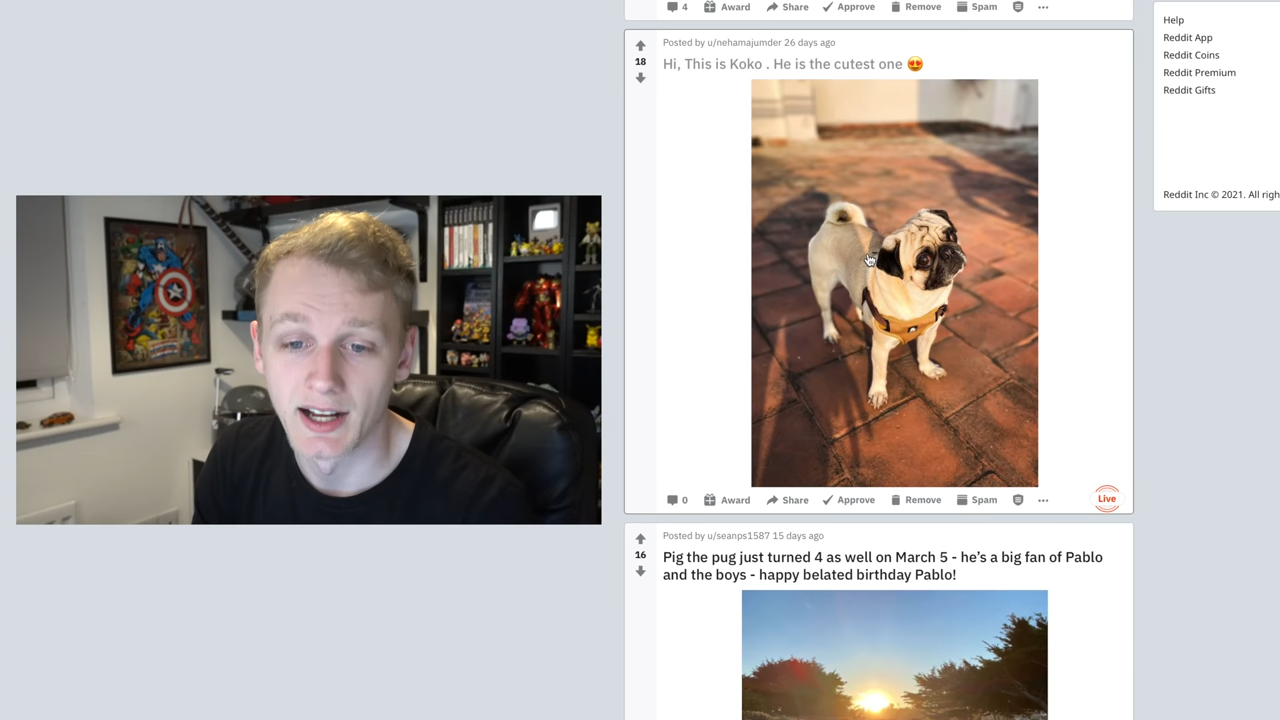 4 Award Share Approve Remove Spam
Help
Reddit App
Reddit Coins
Reddit Premium
Reddit Gifts
Reddit Inc © 2021. All righ
Posted by u/nehamajumder 26 days ago
18
Hi, This is Koko . He is the cutest one 😍
0 Award Share Approve Remove Spam
Live
Posted by u/seanps1587 15 days ago
16
Pig the pug just turned 4 as well on March 5 - he’s a big fan of Pablo
and the boys - happy belated birthday Pablo!